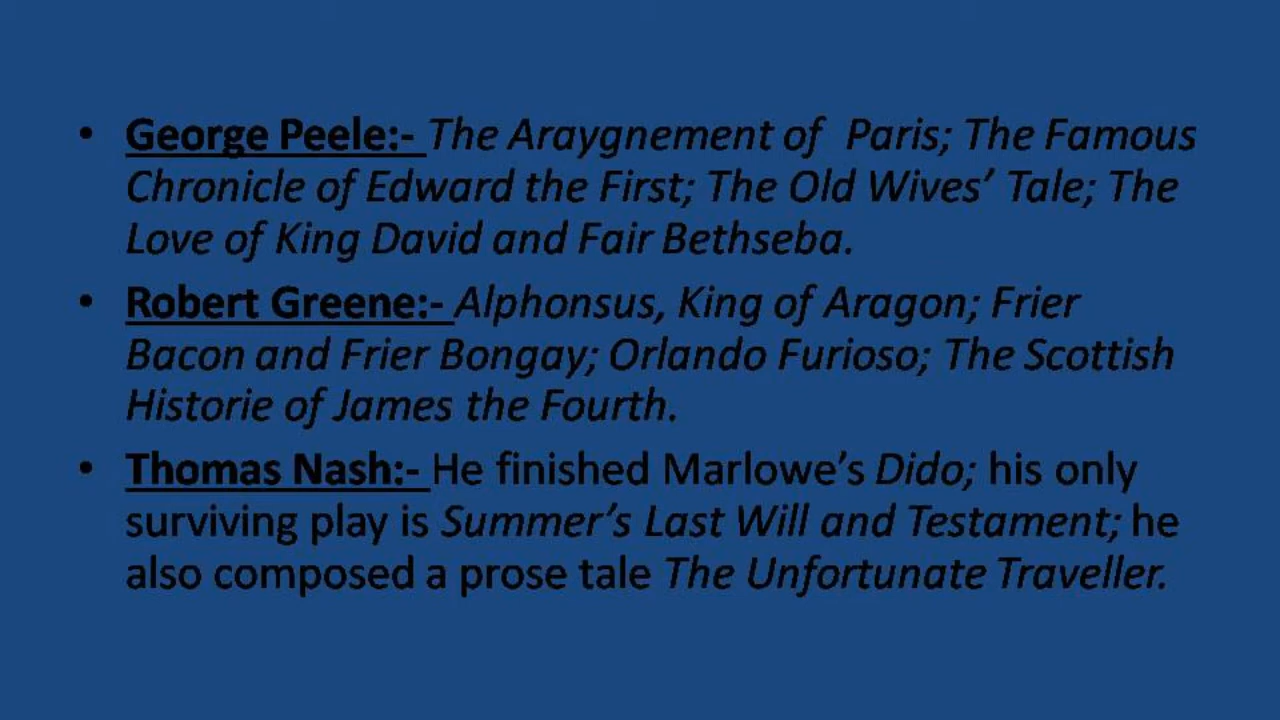 • George Peele:- The Araygnement of Paris; The Famous
Chronicle of Edward the First; The Old Wives’ Tale; The
Love of King David and Fair Bethseba.
• Robert Greene:- Alphonsus, King of Aragon; Frier
Bacon and Frier Bongay; Orlando Furioso; The Scottish
Historie of James the Fourth.
• Thomas Nash:- He finished Marlowe’s Dido; his only
surviving play is Summer’s Last Will and Testament; he
also composed a prose tale The Unfortunate Traveller.